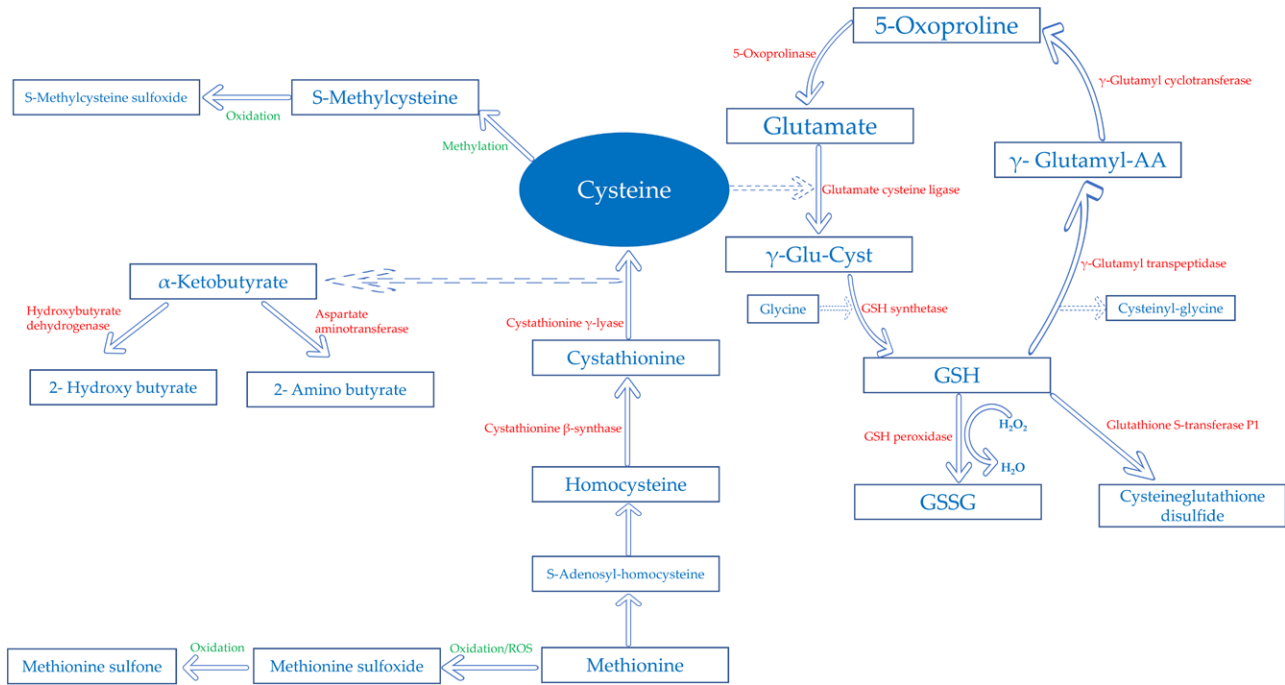 5-Oxoproline
5-Oxoprolinase
γ-Glutamyl cyclotransferase
S-Methylcysteine sulfoxide
S-Methylcysteine
Oxidation
Methylation
Glutamate
γ- Glutamyl-AA
Cysteine
Glutamate cysteine ligase
γ-Glu-Cyst
γ-Glutamyl transpeptidase
α-Ketobutyrate
Hydroxybutyrate
dehydrogenase
Aspartate
aminotransferase
Cystathionine γ-lyase
Glycine
GSH synthetase
Cysteinyl-glycine
Cystathionine
2- Hydroxy butyrate
2- Amino butyrate
GSH
Cystathionine β-synthase
GSH peroxidase
H₂O₂
H₂O
Glutathione S-transferase P1
Homocysteine
GSSG
Cysteineglutathione
disulfide
S-Adenosyl-homocysteine
Oxidation
Oxidation/ROS
Methionine sulfone
Methionine sulfoxide
Methionine